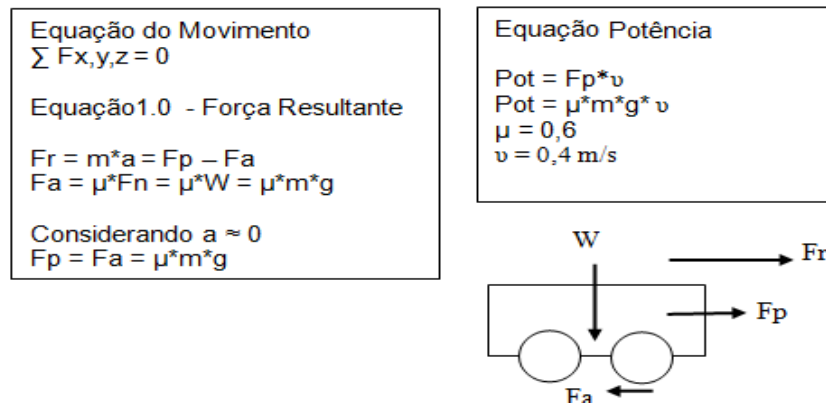 Equação do Movimento
∑ Fx,y,z = 0
Equação1.0 - Força Resultante
Fr = m*a = Fp – Fa
Fa = µ*Fn = µ*W = µ*m*g
Considerando a ≈ 0
Fp = Fa = µ*m*g
Equação Potência
Pot = Fp*υ
Pot = µ*m*g* υ
µ = 0,6
υ = 0,4 m/s
W
Fr
Fp
Fa